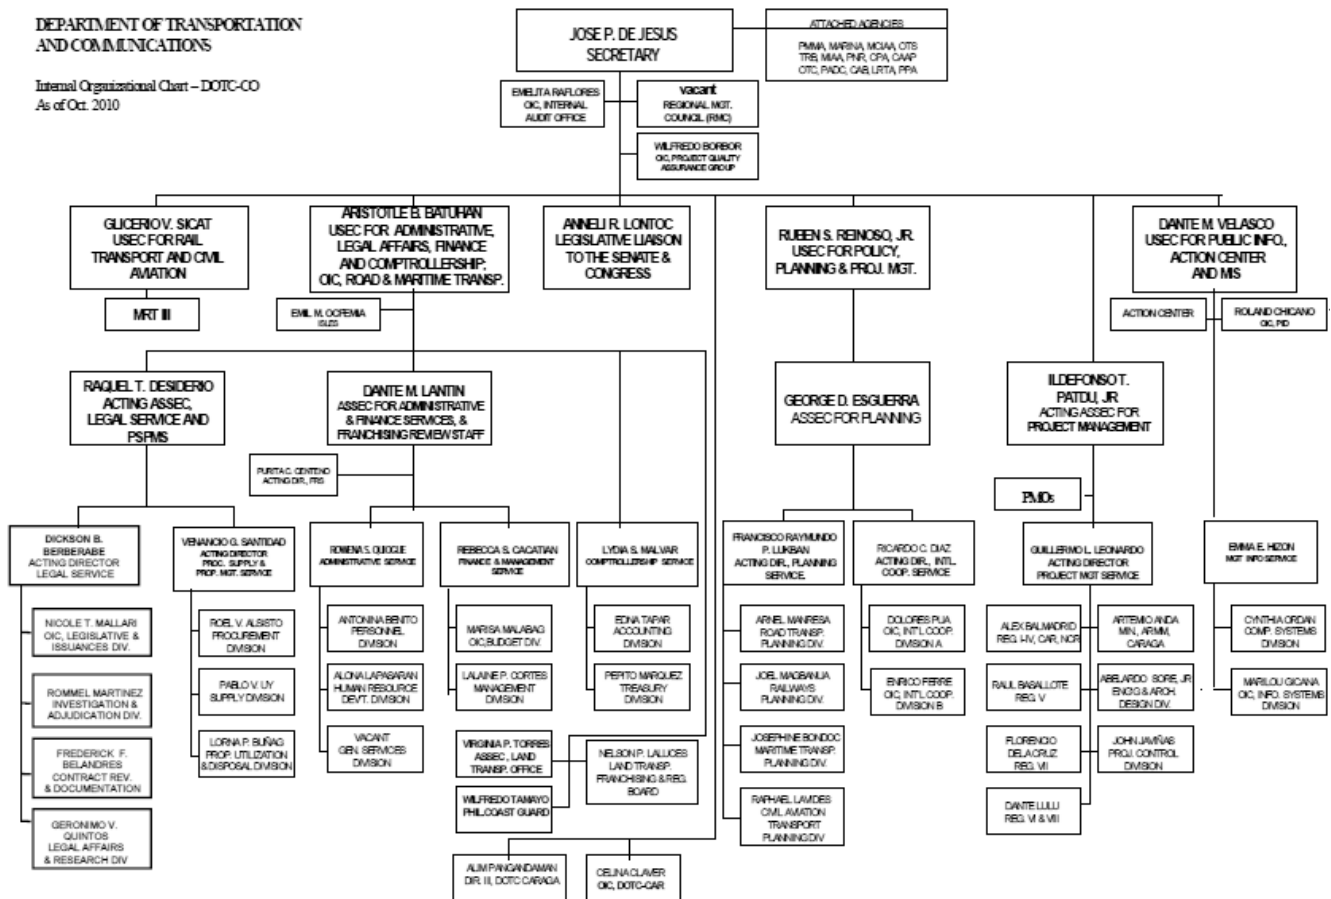 DEPARTMENT OF TRANSPORTATION
AND COMMUNICATIONS
Internal Organizational Chart – DOTC-CO
As of Oct. 2010
JOSE P. DE JESUS
SECRETARY
ATTACHED AGENCIES
PMMA, MARINA, MCIAA, OTS
TRB, MIAA, PNR, CPA, CAAP
OTC, PADC, CAB, LRTA, PPA
EMELITA RAFLORES
OIC, INTERNAL
AUDIT OFFICE
vacant
REGIONAL MGT.
COUNCIL (RMC)
WILFREDO BORBOR
OIC, PROJECT QUALITY
ASSURANCE GROUP
GLICERIO V. SICAT
USEC FOR RAIL
TRANSPORT AND CIVIL
AVIATION
ARISTOTLE B. BATUHAN
USEC FOR ADMINISTRATIVE,
LEGAL AFFAIRS, FINANCE
AND COMPTROLLERSHIP;
OIC, ROAD & MARITIME TRANSP.
ANNELI R. LONTOC
LEGISLATIVE LIAISON
TO THE SENATE &
CONGRESS
RUBEN S. REINOSO, JR.
USEC FOR POLICY,
PLANNING & PROJ. MGT.
DANTE M. VELASCO
USEC FOR PUBLIC INFO.,
ACTION CENTER
AND MIS
MRT III
EMIL M. OCFEMIA
ISLES
ACTION CENTER
ROLAND CHICANO
OIC, PID
RAQUEL T. DESIDERIO
ACTING ASSEC,
LEGAL SERVICE AND
PSPMS
DANTE M. LANTIN
ASSEC FOR ADMINISTRATIVE
& FINANCE SERVICES, &
FRANCHISING REVIEW STAFF
GEORGE D. ESGUERRA
ASSEC FOR PLANNING
ILDEFONSO T.
PATDU, JR
ACTING ASSEC FOR
PROJECT MANAGEMENT
PURITA C. CENTENO
ACTING DIR., FRS
PMOs
DICKSON B.
BERBERABE
ACTING DIRECTOR
LEGAL SERVICE
VENANCIO G. SANTIDAD
ACTING DIRECTOR
PROC. SUPPLY &
PROP. MGT. SERVICE
ROWENA S. QUIOGUE
ADMINISTRATIVE SERVICE
REBECCA S. CACATIAN
FINANCE & MANAGEMENT
SERVICE
LYDIA S. MALVAR
COMPTROLLERSHIP SERVICE
FRANCISCO RAYMUNDO
P. LUKBAN
ACTING DIR., PLANNING
SERVICE.
RICARDO C. DIAZ
ACTING DIR., INTL.
COOP. SERVICE
GUILLERMO L. LEONARDO
ACTING DIRECTOR
PROJECT MGT SERVICE
EMMA E. HIZON
MGT INFO SERVICE
NICOLE T. MALLARI
OIC, LEGISLATIVE &
ISSUANCES DIV.
ROEL V. ALSISTO
PROCUREMENT
DIVISION
ANTONINA BENITO
PERSONNEL
DIVISION
MARISA MALABAG
OIC, BUDGET DIV.
EDNA TAPAR
ACCOUNTING
DIVISION
ARNEL MANRESA
ROAD TRANSP.
PLANNING DIV.
DOLORES PUA
OIC, INT'L COOP.
DIVISION A
ALEX BALMADRID
REG. I-IV, CAR, NCR
ARTEMIO ANDA
MIN., ARMM,
CARAGA
CYNTHIA ORDAN
COMP. SYSTEMS
DIVISION
ROMMEL MARTINEZ
INVESTIGATION &
ADJUDICATION DIV.
PABLO V. UY
SUPPLY DIVISION
ALONA LAPASARAN
HUMAN RESOURCE
DEV'T. DIVISION
LALAINE P. CORTES
MANAGEMENT
DIVISION
PEPITO MARQUEZ
TREASURY
DIVISION
JOEL MAGBANUA
RAILWAYS
PLANNING DIV.
ENRICO FERRE
OIC, INT'L COOP.
DIVISION B
RAUL BASALLOTE
REG. V
ABELARDO SORE, JR
ENG'G & ARCH.
DESIGN DIV.
MARILOU GICANA
OIC, INFO. SYSTEMS
DIVISION
FREDERICK F.
BELANDRES
CONTRACT REV.
& DOCUMENTATION
LORNA P. BUÑAG
PROP. UTILIZATION
& DISPOSAL DIVISION
VACANT
GEN. SERVICES
DIVISION
VIRGINIA P. TORRES
ASSEC, LAND
TRANSP. OFFICE
NELSON P. LALUCES
LAND TRANSP.
FRANCHISING & REG.
BOARD
JOSEPHINE BONDOC
MARITIME TRANSP.
PLANNING DIV.
FLORENCIO
DELA CRUZ
REG. VII
JOHN JAVIÑAS
PROJ. CONTROL
DIVISION
GERONIMO V.
QUINTOS
LEGAL AFFAIRS
& RESEARCH DIV
WILFREDO TAMAYO
PHIL.COAST GUARD
RAPHAEL LAVIDES
CIVIL AVIATION
TRANSPORT
PLANNING DIV
DANTE LULU
REG. VI & VIII
ALIM PANGANDAMAN
DIR. III, DOTC CARAGA
CELINA CLAVER
OIC, DOTC-CAR